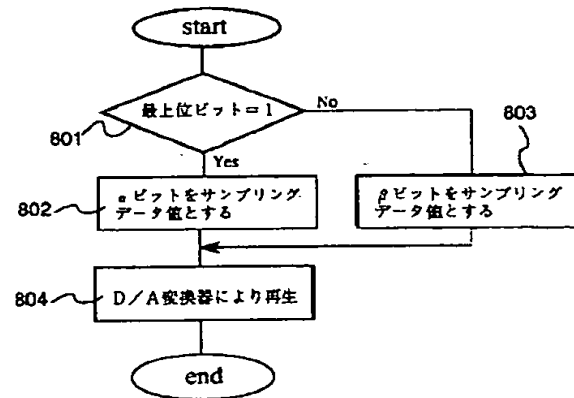 start
最上位ビット＝1
No
801
803
Yes
αビットをサンプリング
データ値とする
802
βビットをサンプリング
データ値とする
D／A変換器により再生
804
end